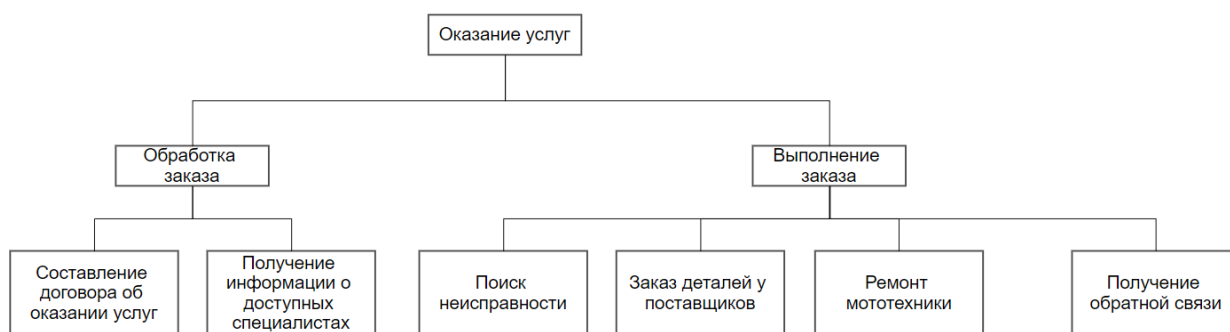 Оказание услуг
Обработка
заказа
Выполнение
заказа
Составление
договора об
оказании услуг
Получение
информации о
доступных
специалистах
Поиск
неисправности
Заказ деталей у
поставщиков
Ремонт
мототехники
Получение
обратной связи